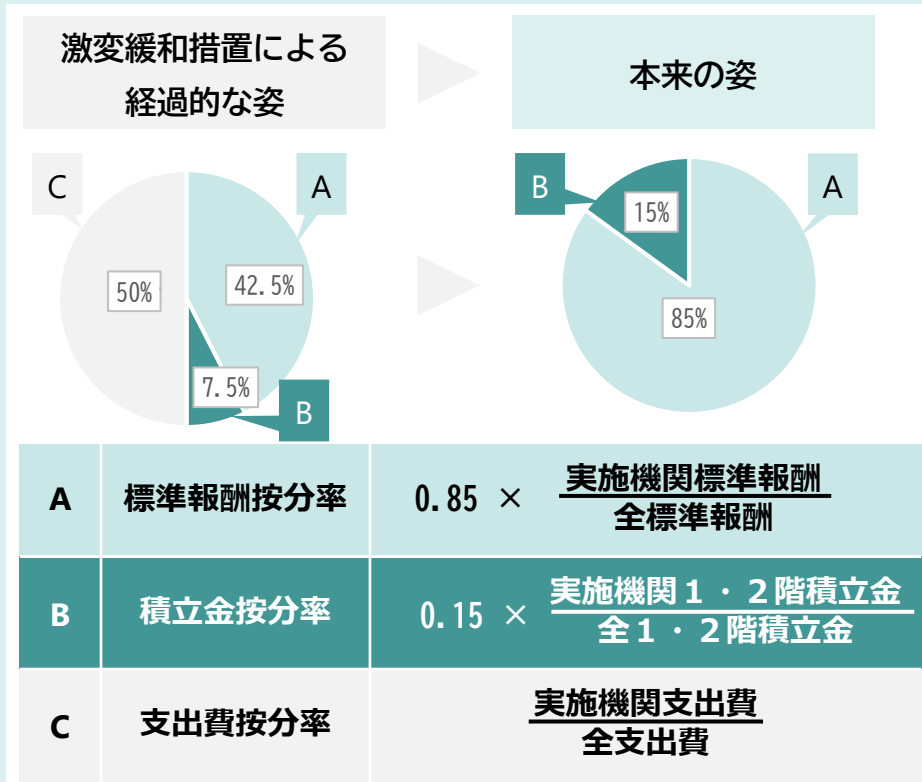 激変緩和措置による
経過的な姿
本来の姿
C
A
50%
42.5%
7.5%
B
B
A
15%
85%
A
標準報酬按分率
0.85 ×
実施機関標準報酬
全標準報酬
B
積立金按分率
0.15 ×
実施機関１・２階積立金
全１・２階積立金
C
支出費按分率
実施機関支出費
全支出費